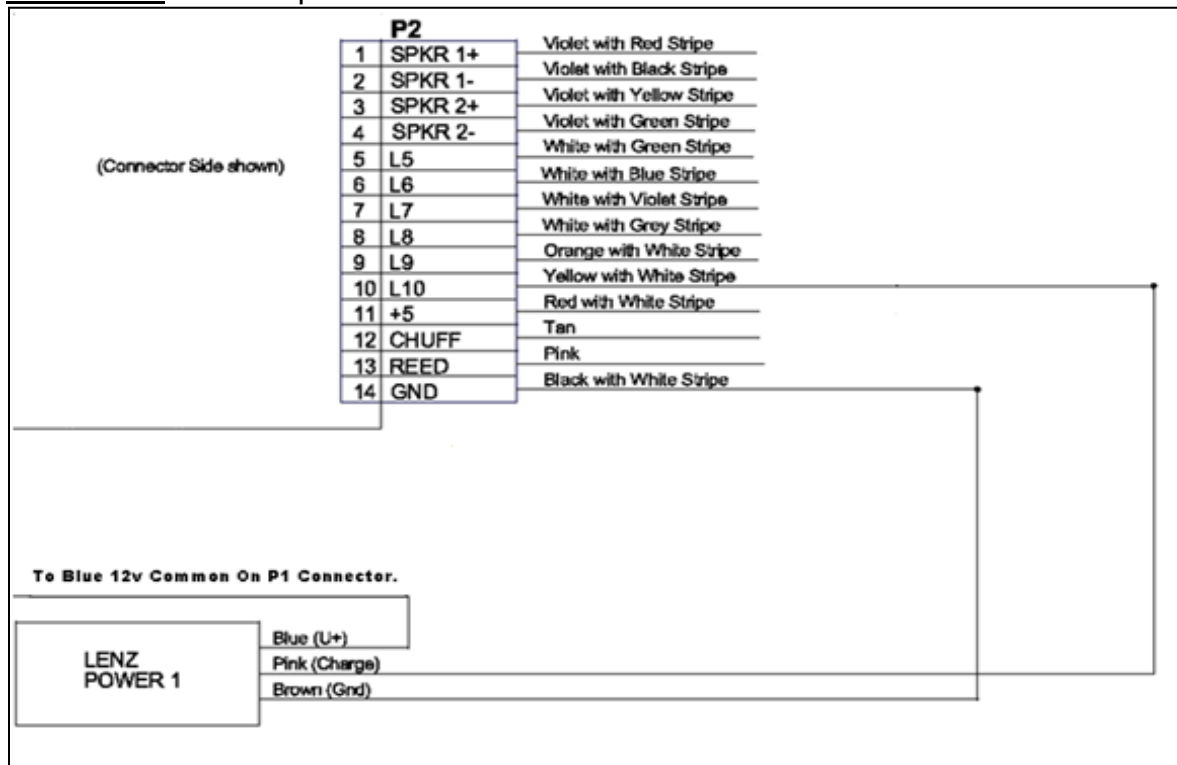 P2
1 SPKR 1+ Violet with Red Stripe
2 SPKR 1- Violet with Black Stripe
3 SPKR 2+ Violet with Yellow Stripe
4 SPKR 2- Violet with Green Stripe
(Connector Side shown)
5 L5 White with Green Stripe
6 L6 White with Blue Stripe
7 L7 White with Violet Stripe
8 L8 White with Grey Stripe
9 L9 Orange with White Stripe
10 L10 Yellow with White Stripe
11 +5 Red with White Stripe
12 CHUFF Tan
13 REED Pink
14 GND Black with White Stripe
To Blue 12v Common On P1 Connector.
LENZ
POWER 1
Blue (U+)
Pink (Charge)
Brown (Gnd)